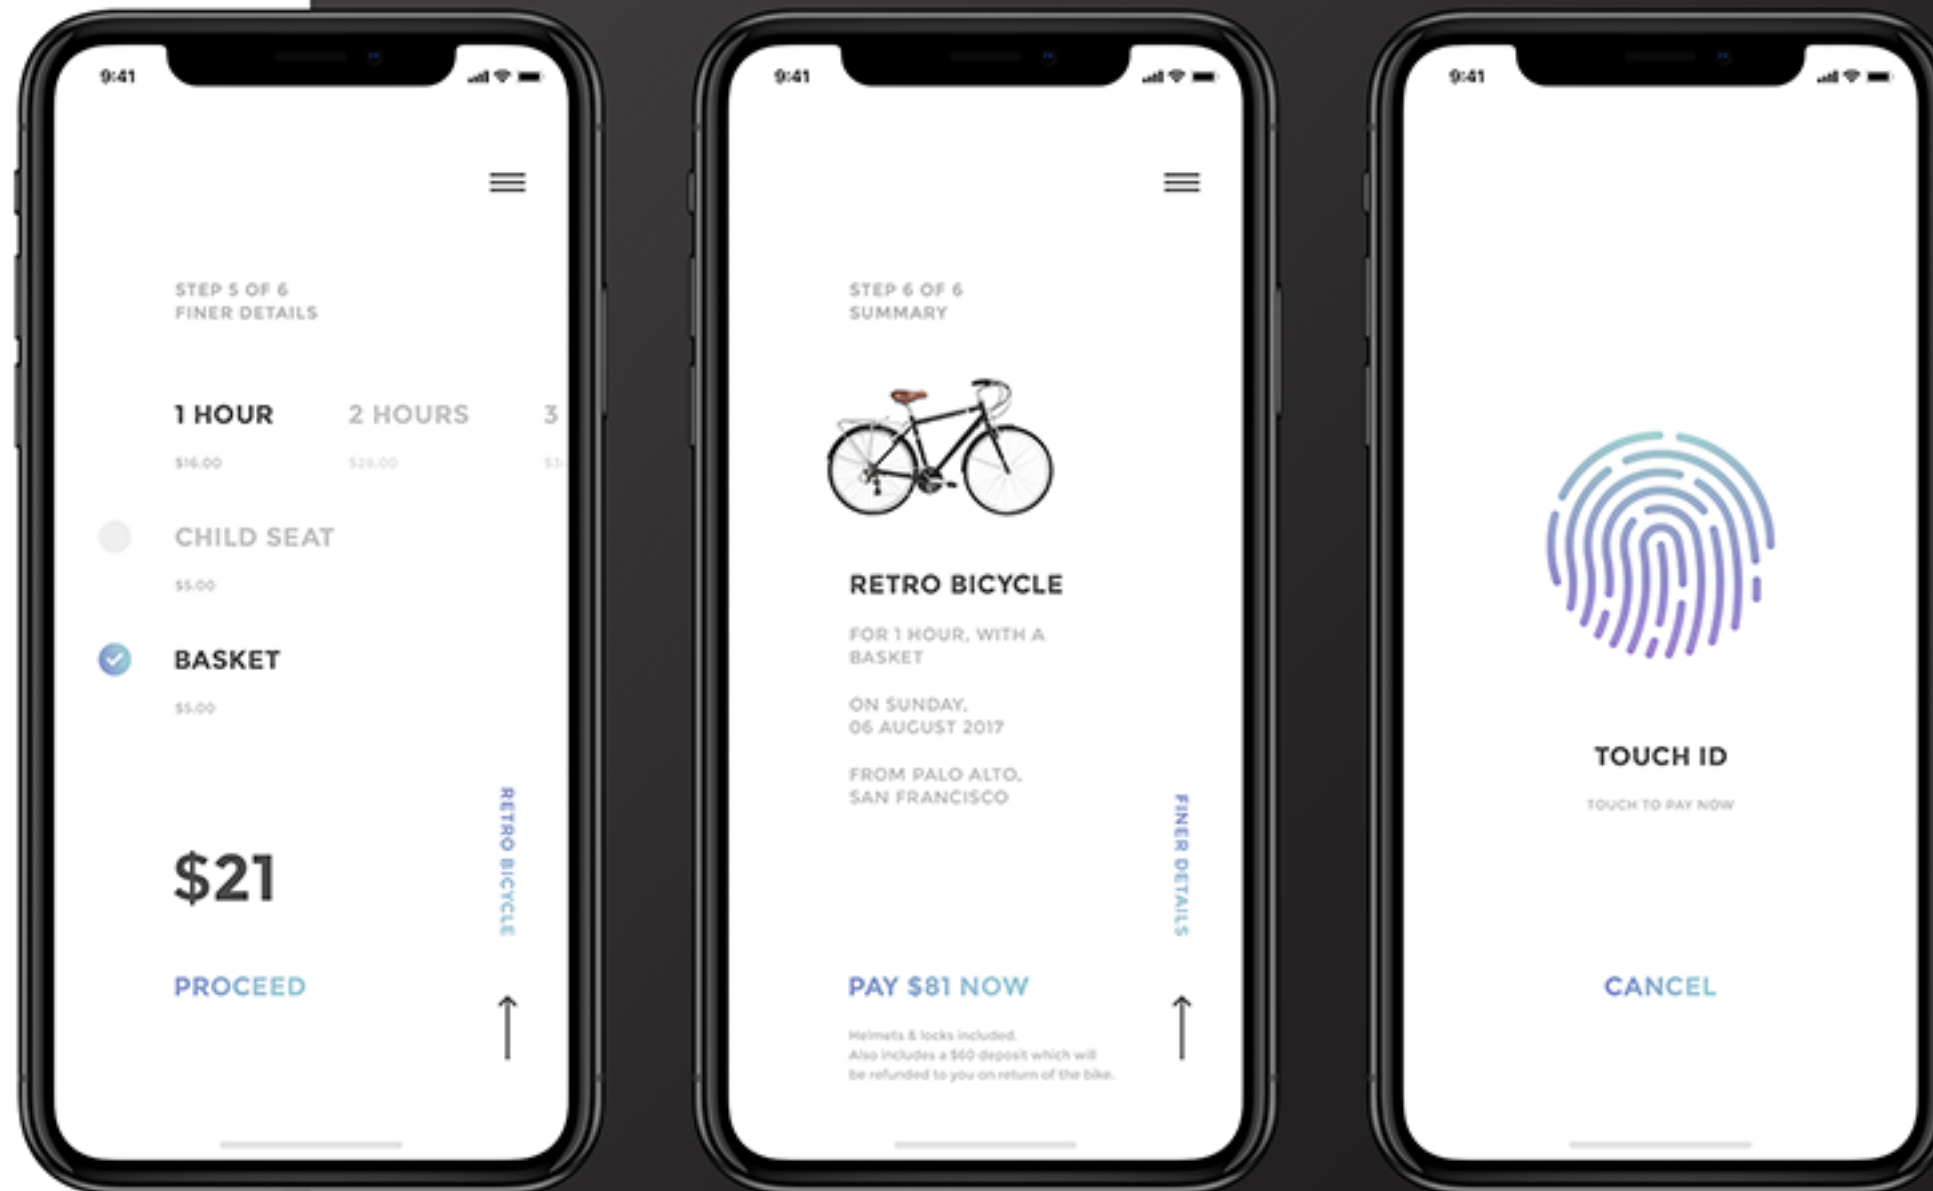 9:41
STEP 5 OF 6
FINER DETAILS
1 HOUR 2 HOURS 3
$16.00 $28.00
CHILD SEAT
$5.00
BASKET
$5.00
RETRO BICYCLE
$21
PROCEED
9:41
STEP 6 OF 6
SUMMARY
RETRO BICYCLE
FOR 1 HOUR, WITH A
BASKET
ON SUNDAY,
06 AUGUST 2017
FROM PALO ALTO,
SAN FRANCISCO
FINER DETAILS
PAY $81 NOW
Helmets & locks included.
Also includes a $60 deposit which will
be refunded to you on return of the bike.
9:41
TOUCH ID
TOUCH TO PAY NOW
CANCEL